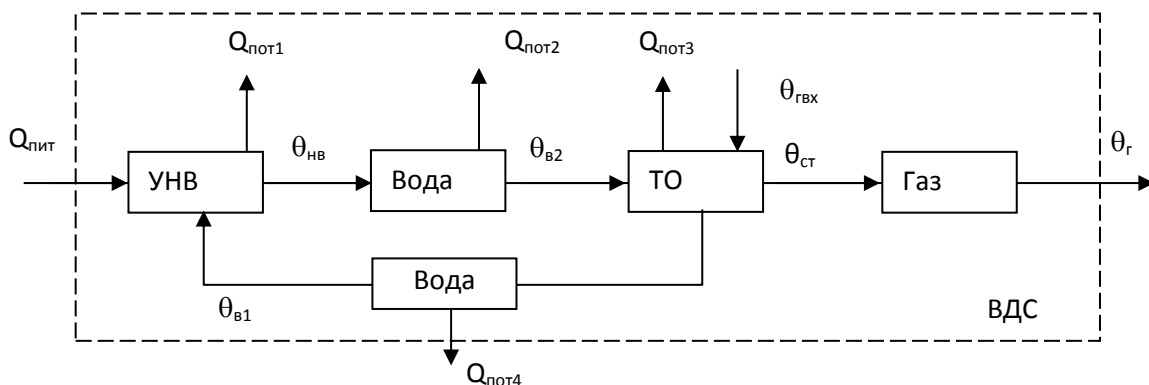 Qпот1
Qпот2
Qпот3
θгвх
Qпит
θнв
θв2
θст
θг
УНВ
Вода
ТО
Газ
Вода
θв1
ВДС
Qпот4